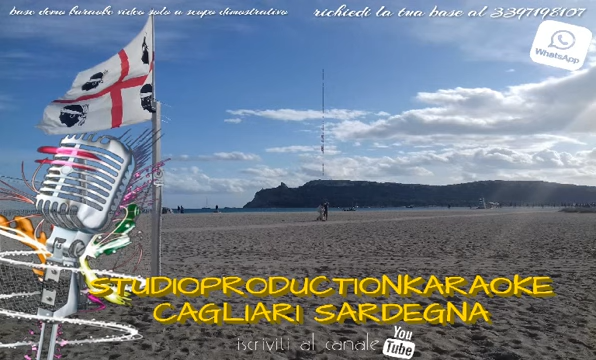 base demo karaoke video solo a scopo dimostrativo
richiedi la tua base al 3397198107
WhatsApp
STUDIOPRODUCTIONKARAOKE
CAGLIARI SARDEGNA
iscriviti al canale You Tube